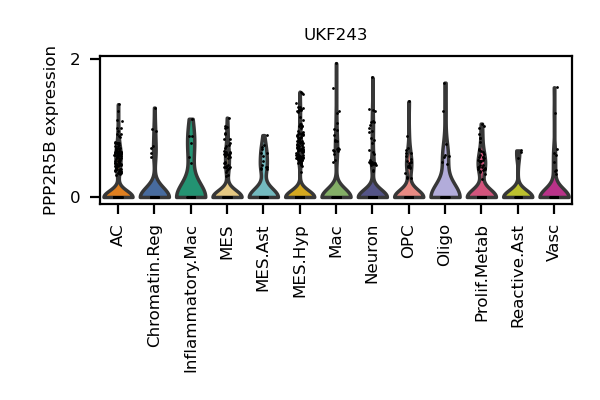 UKF243
PPP2R5B expression
2
0
AC
Chromatin.Reg
Inflammatory.Mac
MES
MES.Ast
MES.Hyp
Mac
Neuron
OPC
Oligo
Prolif.Metab
Reactive.Ast
Vasc